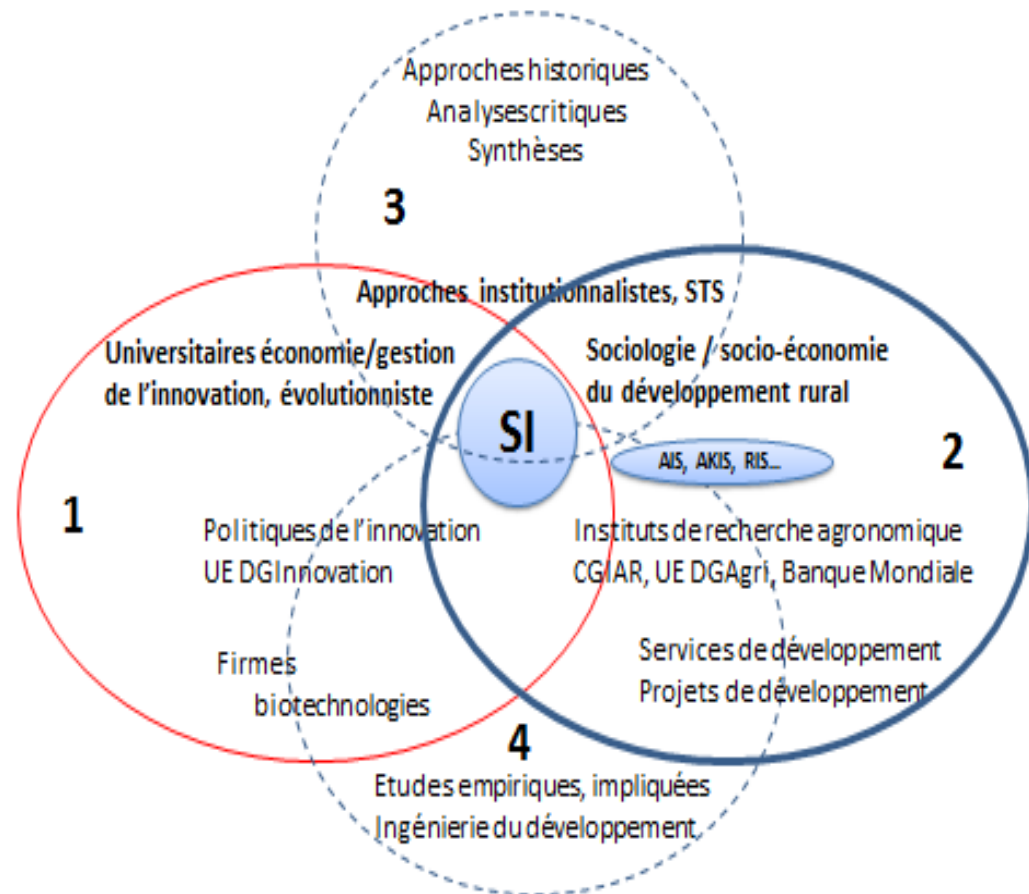 Approches historiques
Analysescritiques
Synthèses
3
Approches institutionnalistes, STS
Universitaires économie/gestion
de l'innovation, évolutionniste
Sociologie / socio-économie
du développement rural
SI
AIS, AKIS, RIS...
2
1
Politiques de l'innovation
UE DGInnovation
Instituts de recherche agronomique
CGIAR, UE DGAgri, Banque Mondiale
Firmes
biotechnologies
Services de développement
Projets de développement
4
Etudes empiriques, impliquées
Ingénierie du développement